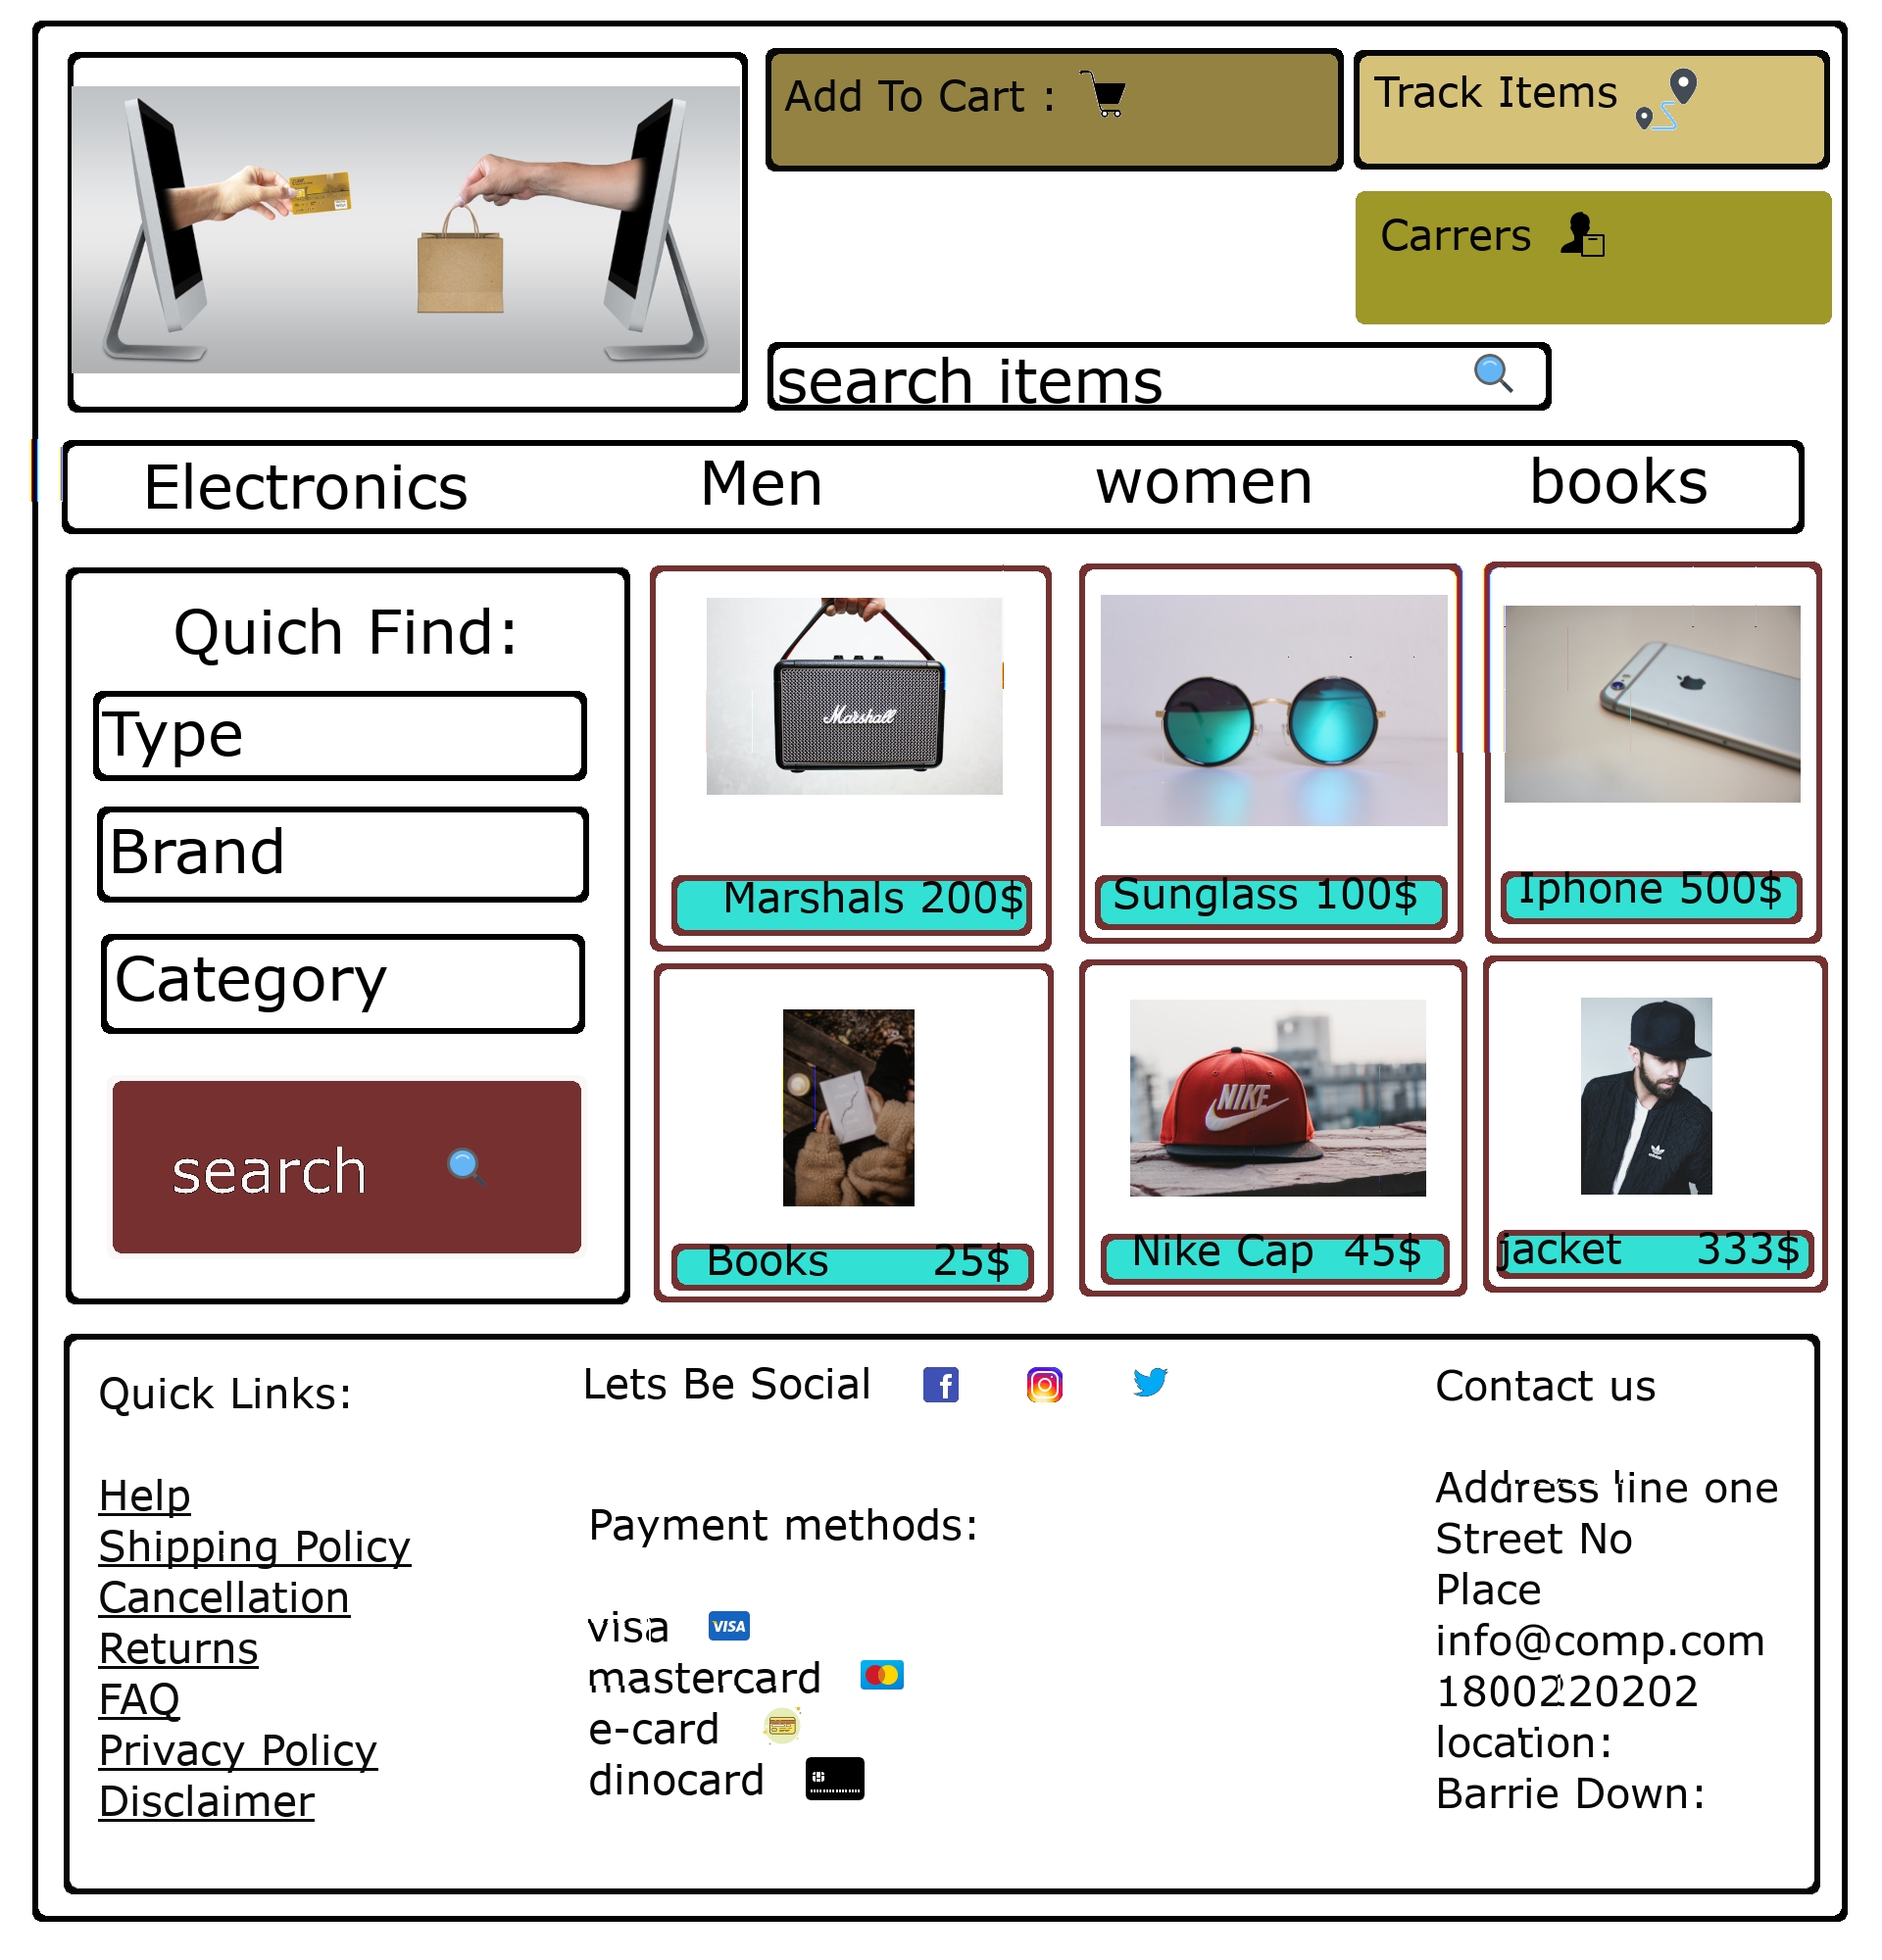 Add To Cart :
Track Items
Carrers
search items
Electronics
Men
women
books
Quich Find:
Type
Brand
Category
search
Marshall
Marshals 200$
Sunglass 100$
Iphone 500$
NIKE
Books 25$
Nike Cap 45$
jacket 333$
Quick Links:
Help
Shipping Policy
Cancellation
Returns
FAQ
Privacy Policy
Disclaimer
Lets Be Social
Payment methods:
visa VISA
mastercard
e-card
dinocard
Contact us
Address line one
Street No
Place
info@comp.com
18002220202
location:
Barrie Down: